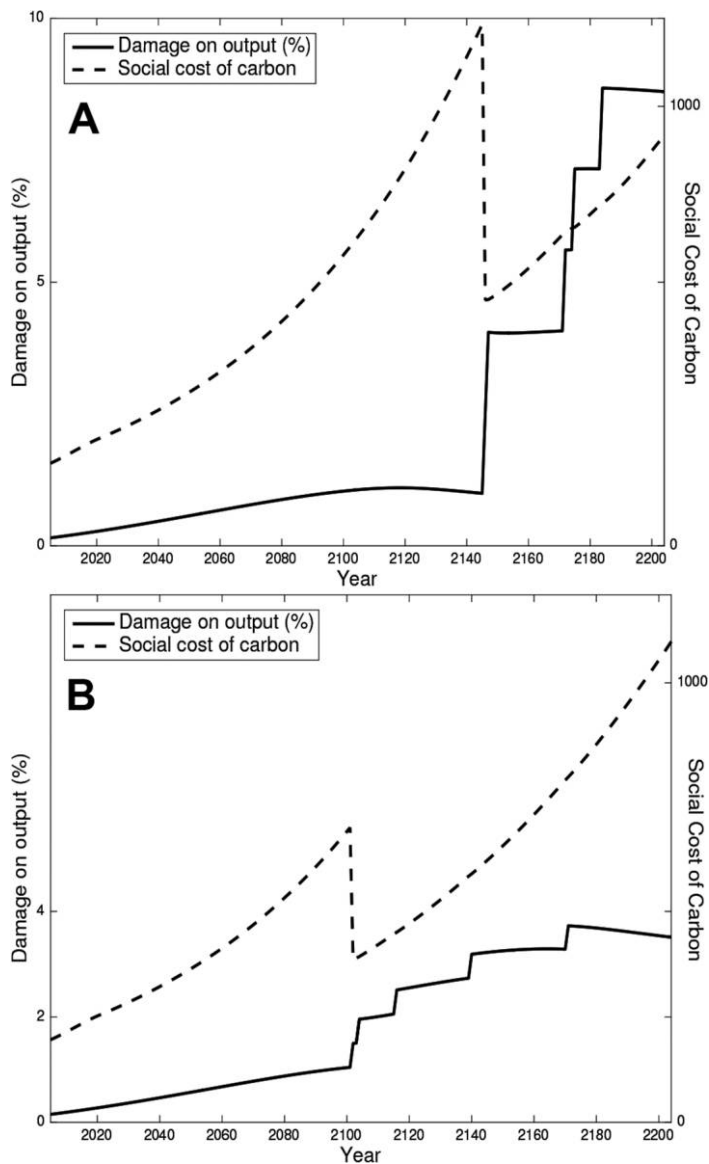 10
Damage on output (%)
Social cost of carbon
A
1000
5
0
0
Damage on output (%)
Social Cost of Carbon
2020 2040 2060 2080 2100 2120 2140 2160 2180 2200
Year
Damage on output (%)
Social cost of carbon
B
1000
4
2
0
0
Damage on output (%)
Social Cost of Carbon
2020 2040 2060 2080 2100 2120 2140 2160 2180 2200
Year